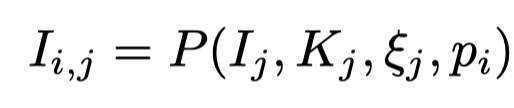 I_{i,j} = P(I_j, K_j, ξ_j, p_i)